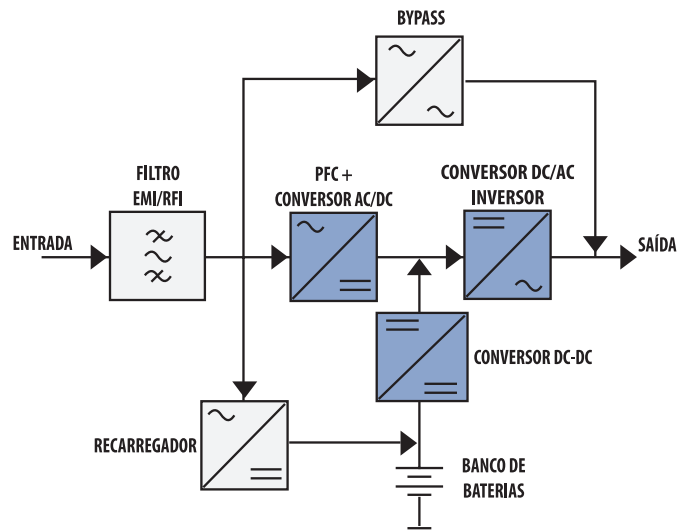 BYPASS
FILTRO
EMI/RFI
PFC +
CONVERSOR AC/DC
CONVERSOR DC/AC
INVERSOR
ENTRADA
SAÍDA
CONVERSOR DC-DC
RECARREGADOR
BANCO DE
BATERIAS